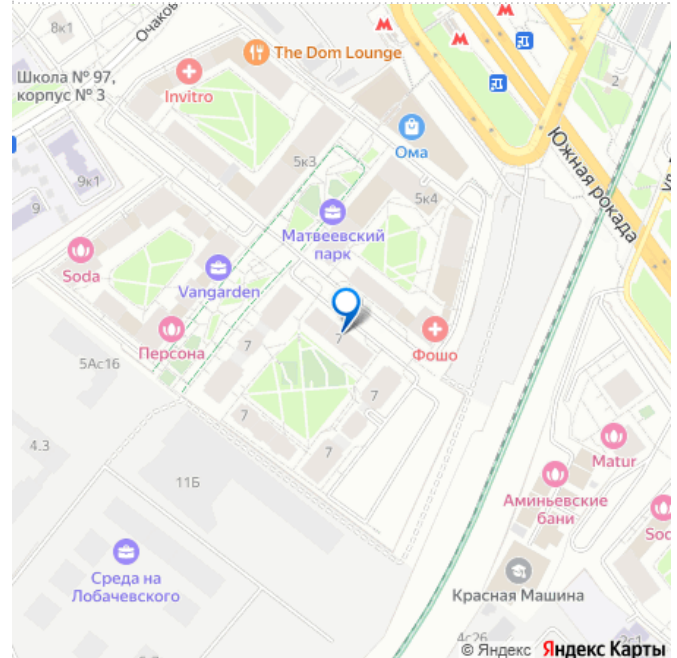 8к1
Очаков
The Dom Lounge
Школа № 97,
корпус № 3
Invitro
2
Ома
5к3
Южная рокада
9к1
5к4
9
Матвеевский
парк
Soda
Vangarden
Персона
7
Фошо
5Ас16
7
7
7
7
4.3
Matur
11Б
Аминьевские
бани
Soc
Среда на
Лобачевского
Красная Машина
4с26
2с1
© Яндекс Яндекс Карты